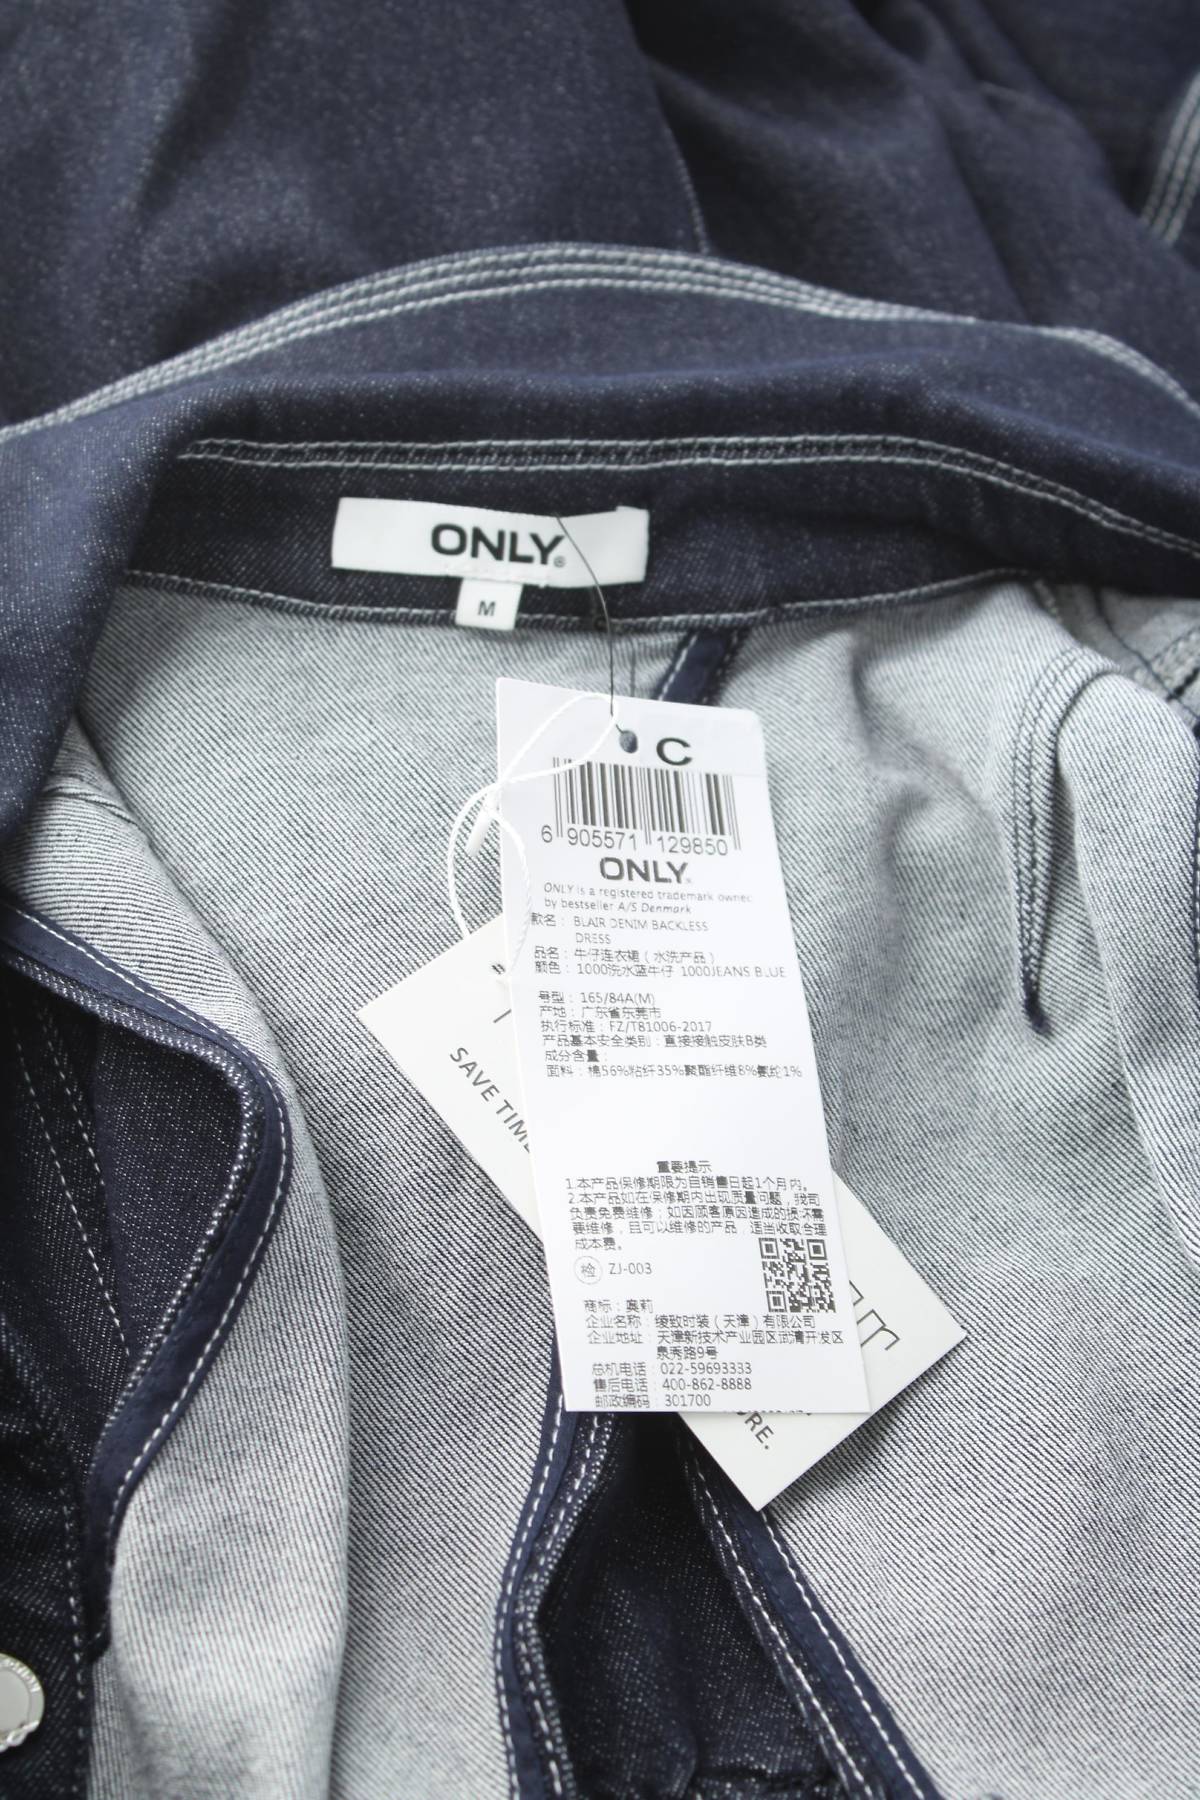 ONLY®
M
C
6 905571 129850
ONLY
ONLY is a registered trademark owned
by bestseller A/S Denmark
款名： BLAIR DENIM BACKLESS
DRESS
品名：牛仔连衣裙（水洗产品）
颜色：1000洗水蓝牛仔 1000JEANS BLUE
号型：165/84A(M)
产地：广东省东莞市
执行标准：FZ/T81006-2017
产品基本安全类别：直接接触皮肤B类
成分含量：
面料：棉56%粘纤35%聚酯纤维8%氨纶1%
重要提示
1.本产品保修期限为自销售日起1个月内。
2.本产品如在保修期内出现质量问题，我司
负责免费维修；如因顾客原因造成的损坏需
要维修，且可以维修的产品，适当收取合理
成本费。
检 ZJ-003
商标：奥莉
企业名称：绫致时装（天津）有限公司
企业地址：天津新技术产业园区武清开发区
泉秀路9号
总机电话：022-59693333
售后电话：400-862-8888
邮政编码：301700
SAVE TIME
ORE.